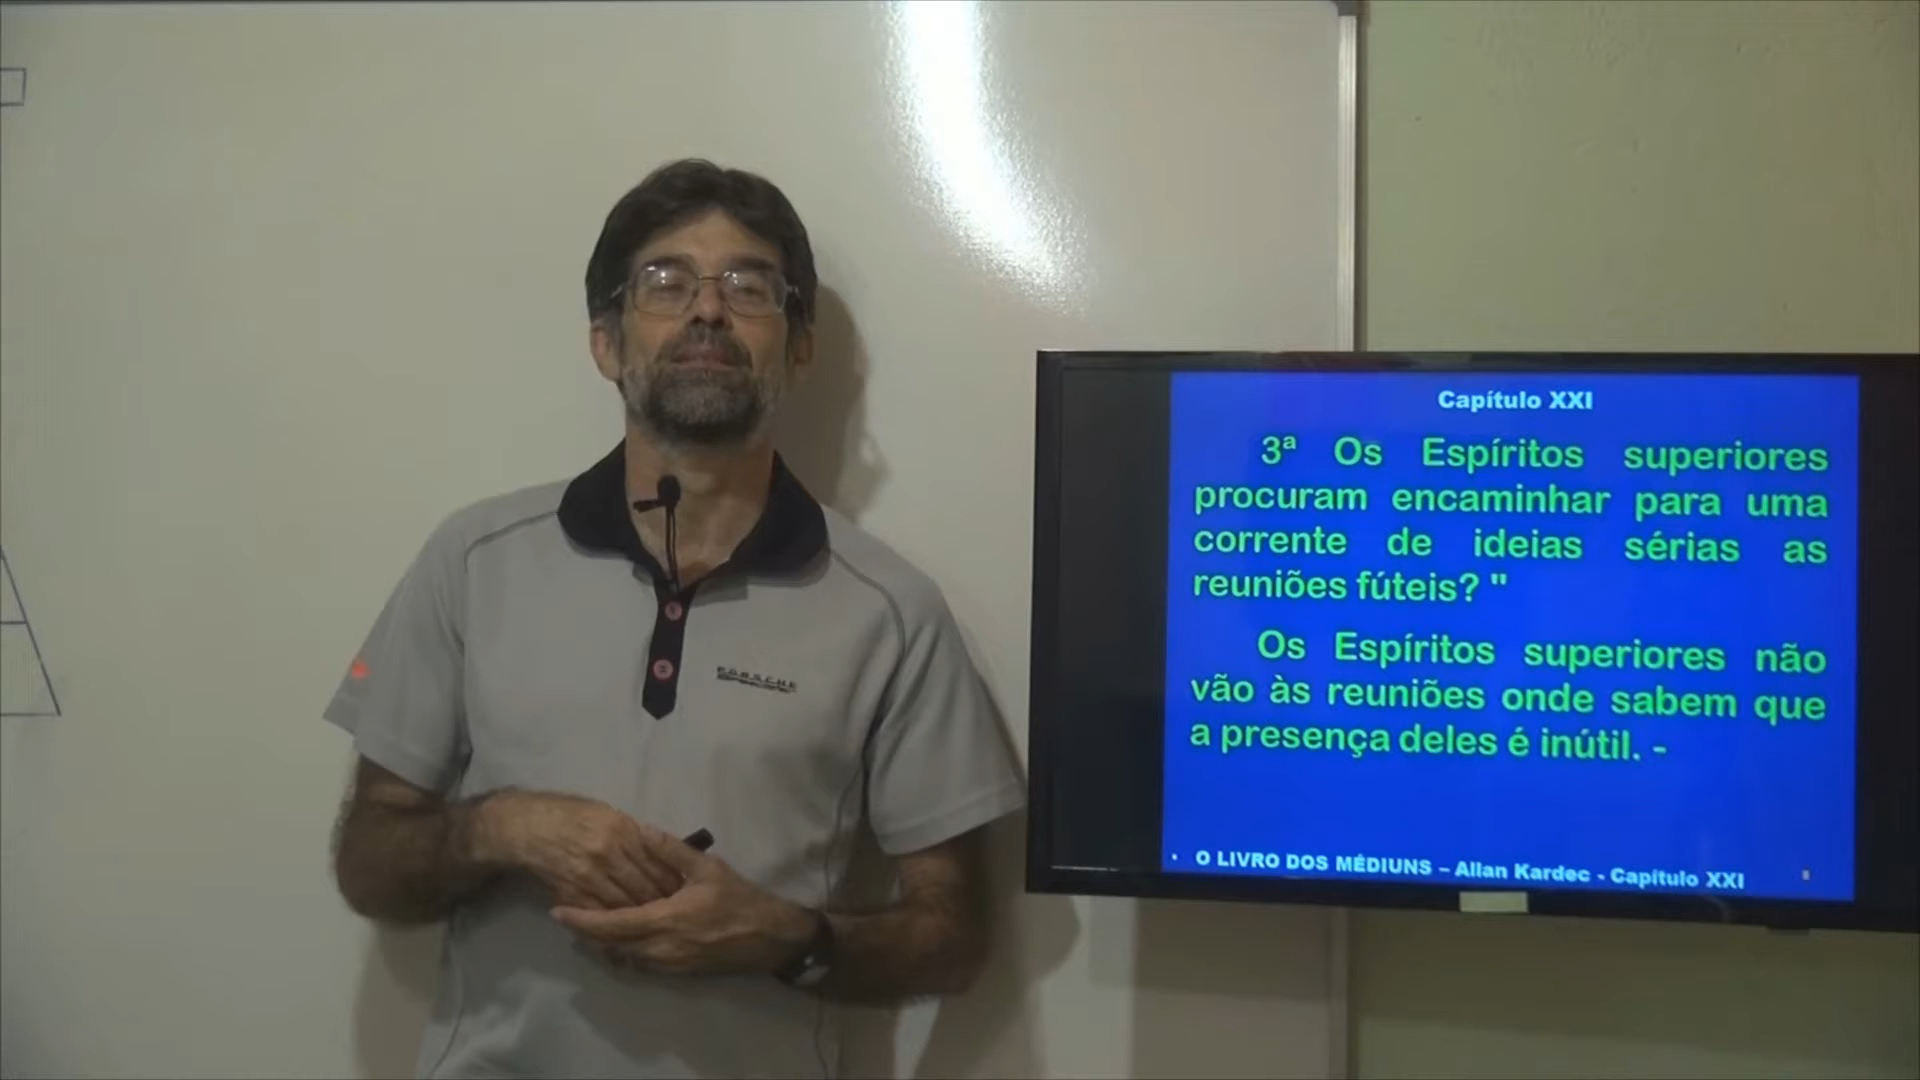 Capítulo XXI
3ª Os Espíritos superiores
procuram encaminhar para uma
corrente de ideias sérias as
reuniões fúteis? "
Os Espíritos superiores não
vão às reuniões onde sabem que
a presença deles é inútil. -
• O LIVRO DOS MÉDIUNS – Allan Kardec - Capítulo XXI
PORSCHE